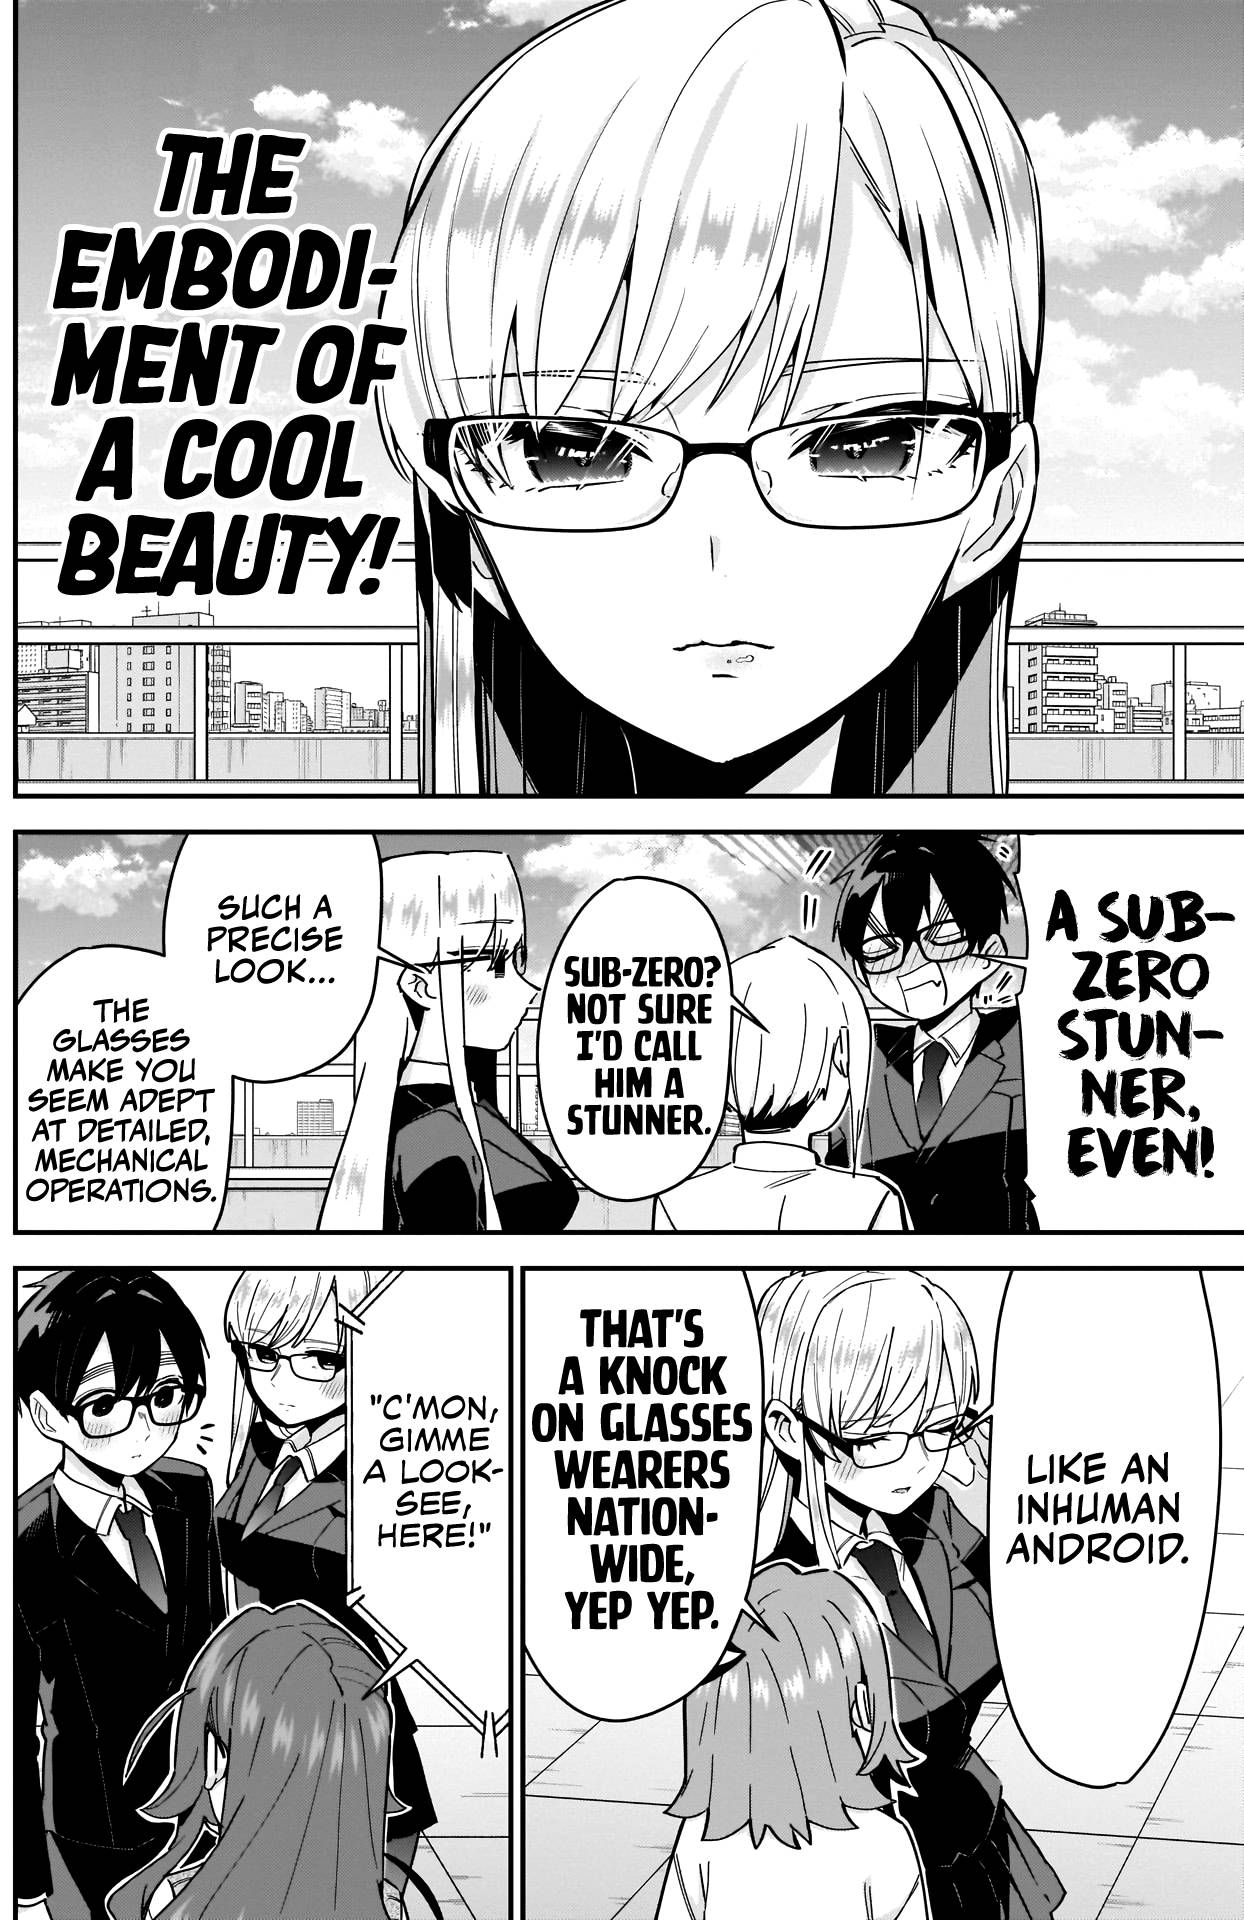 THE
EMBODI-
MENT OF
A COOL
BEAUTY!
A SUB-
ZERO
STUN-
NER,
EVEN!
SUB-ZERO?
NOT SURE
I'D CALL
HIM A
STUNNER.
SUCH A
PRECISE
LOOK...
THE
GLASSES
MAKE YOU
SEEM ADEPT
AT DETAILED,
MECHANICAL
OPERATIONS.
LIKE AN
INHUMAN
ANDROID.
THAT'S
A KNOCK
ON GLASSES
WEARERS
NATION-
WIDE,
YEP YEP.
"C'MON,
GIMME
A LOOK-
SEE,
HERE!"